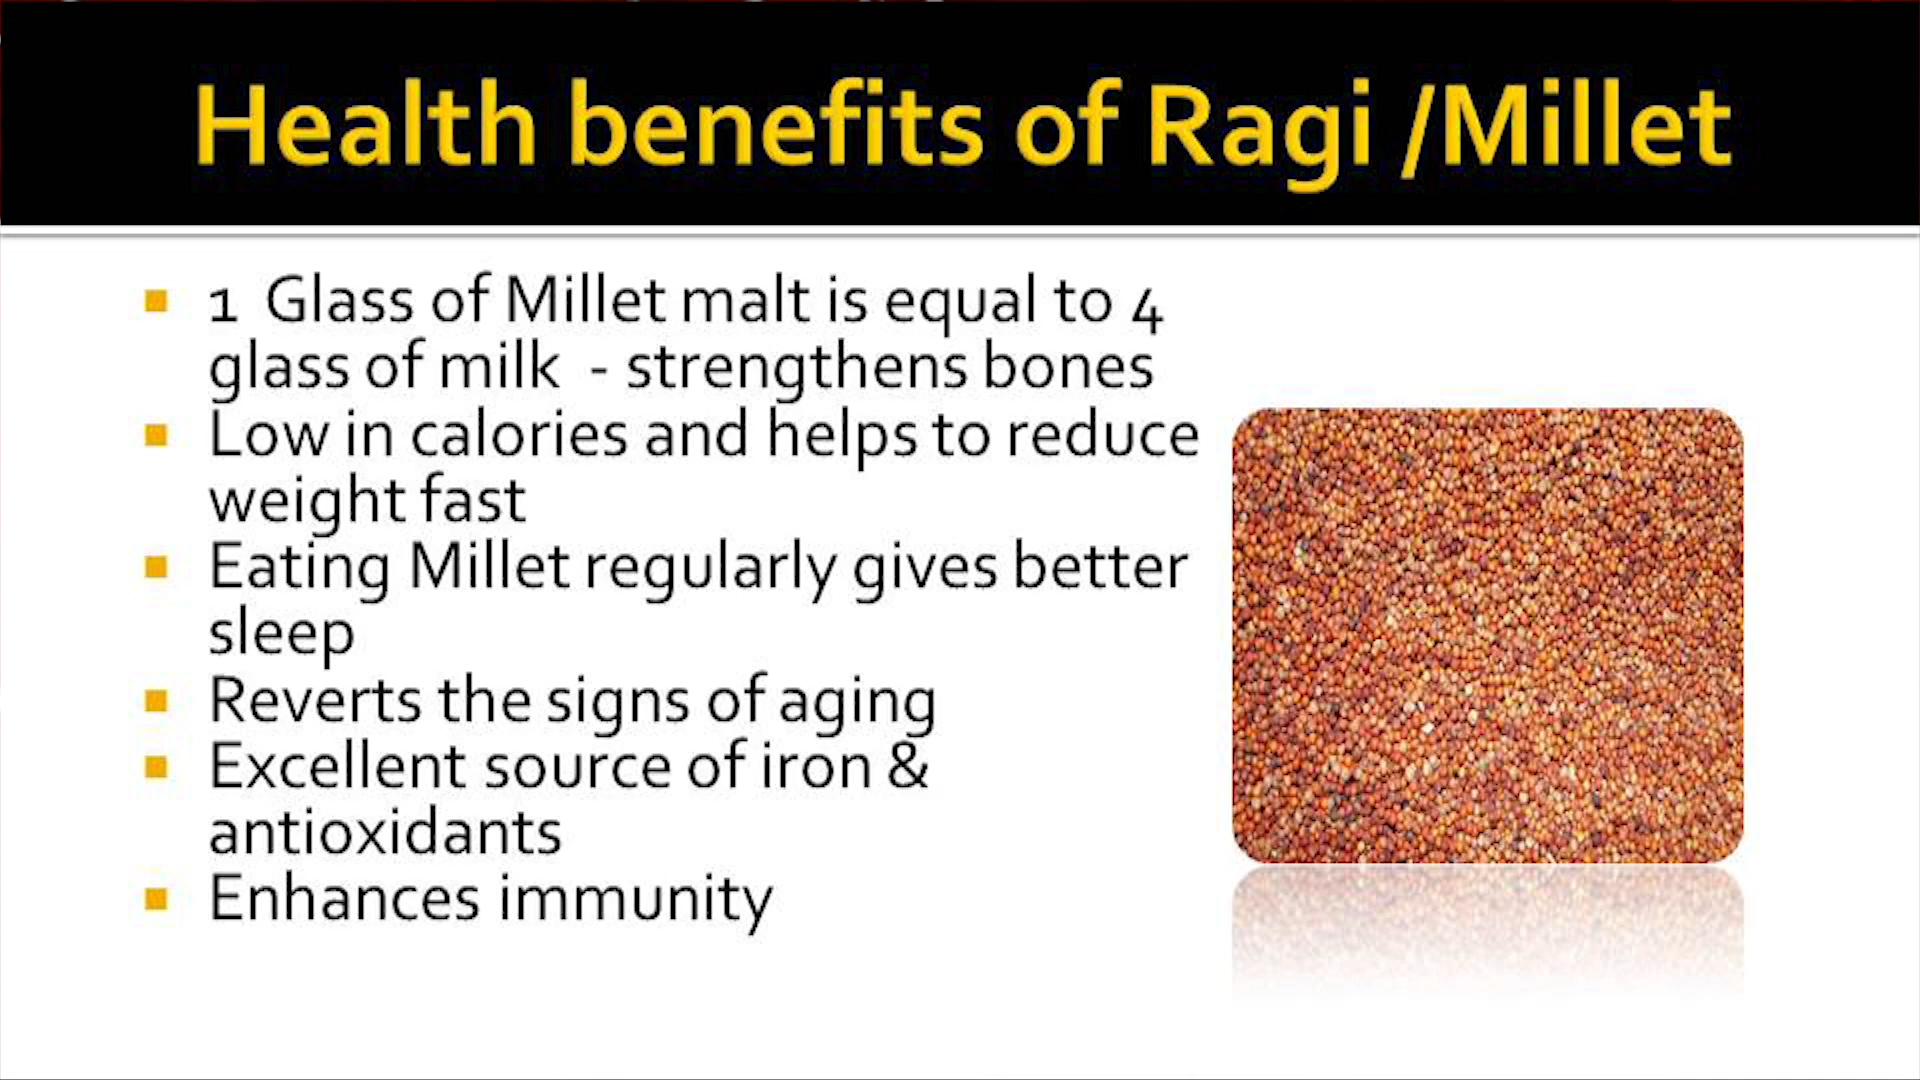 Health benefits of Ragi /Millet
1 Glass of Millet malt is equal to 4
glass of milk - strengthens bones
Low in calories and helps to reduce
weight fast
Eating Millet regularly gives better
sleep
Reverts the signs of aging
Excellent source of iron &
antioxidants
Enhances immunity